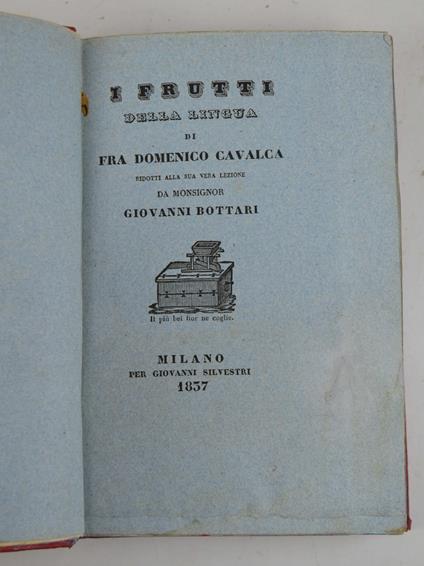 I FRUTTI
DELLA LINGUA
DI
FRA DOMENICO CAVALCA
RIDOTTI ALLA SUA VERA LEZIONE
DA MONSIGNOR
GIOVANNI BOTTARI
Il più bel fior ne coglie.
MILANO
PER GIOVANNI SILVESTRI
1837